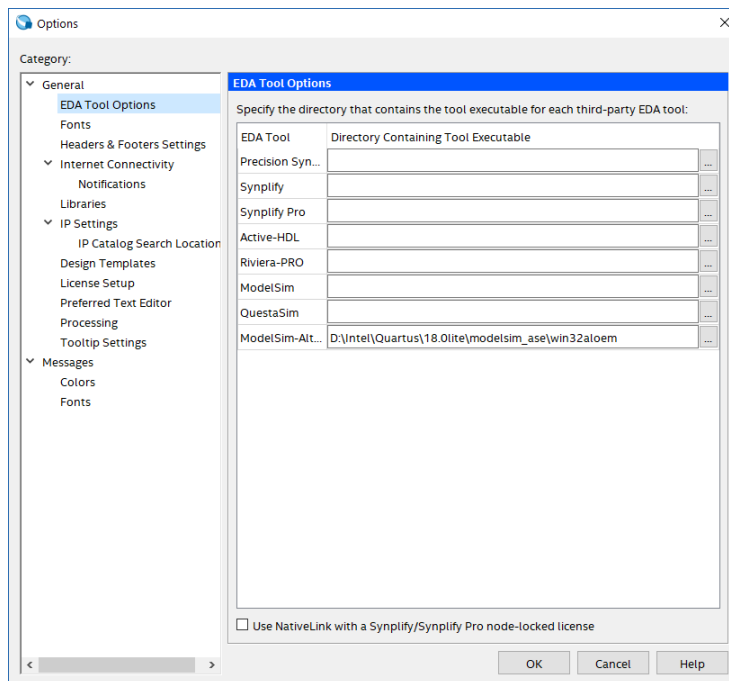 Options
Category:
General
EDA Tool Options
Fonts
Headers & Footers Settings
Internet Connectivity
Notifications
Libraries
IP Settings
IP Catalog Search Location
Design Templates
License Setup
Preferred Text Editor
Processing
Tooltip Settings
Messages
Colors
Fonts
EDA Tool Options
Specify the directory that contains the tool executable for each third-party EDA tool:
EDA Tool Directory Containing Tool Executable
Precision Syn... ...
Synplify ...
Synplify Pro ...
Active-HDL ...
Riviera-PRO ...
ModelSim ...
QuestaSim ...
ModelSim-Alt... D:\Intel\Quartus\18.0lite\modelsim_ase\win32aloem ...
Use NativeLink with a Synplify/Synplify Pro node-locked license
OK Cancel Help